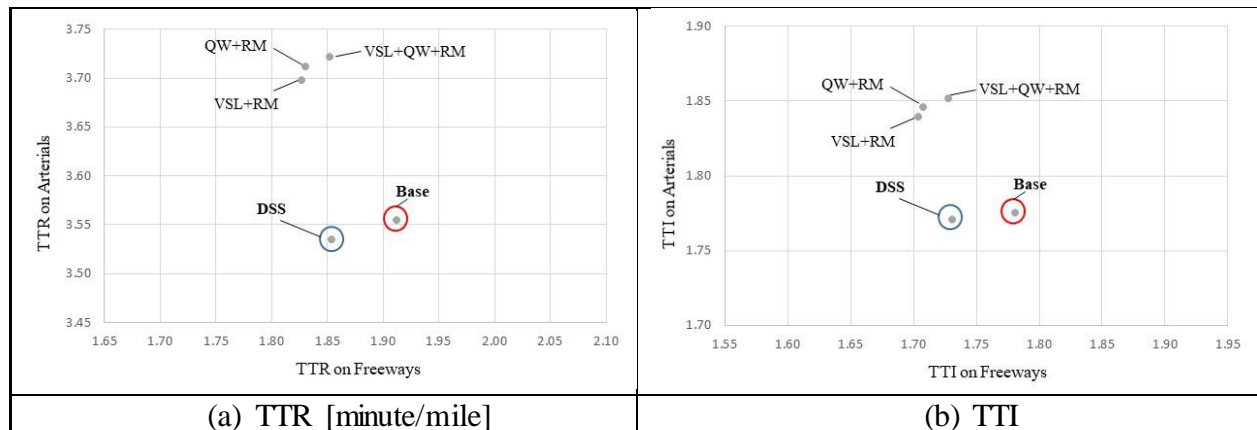 3.75
QW+RM
VSL+QW+RM
3.70
VSL+RM
3.65
TTR on Arterials
3.60
Base
DSS
3.55
3.50
3.45
1.65 1.70 1.75 1.80 1.85 1.90 1.95 2.00 2.05 2.10
TTR on Freeways
(a) TTR [minute/mile]
1.90
QW+RM
VSL+QW+RM
1.85
VSL+RM
TTI on Arterials
1.80
DSS
Base
1.75
1.70
1.55 1.60 1.65 1.70 1.75 1.80 1.85 1.90 1.95
TTI on Freeways
(b) TTI